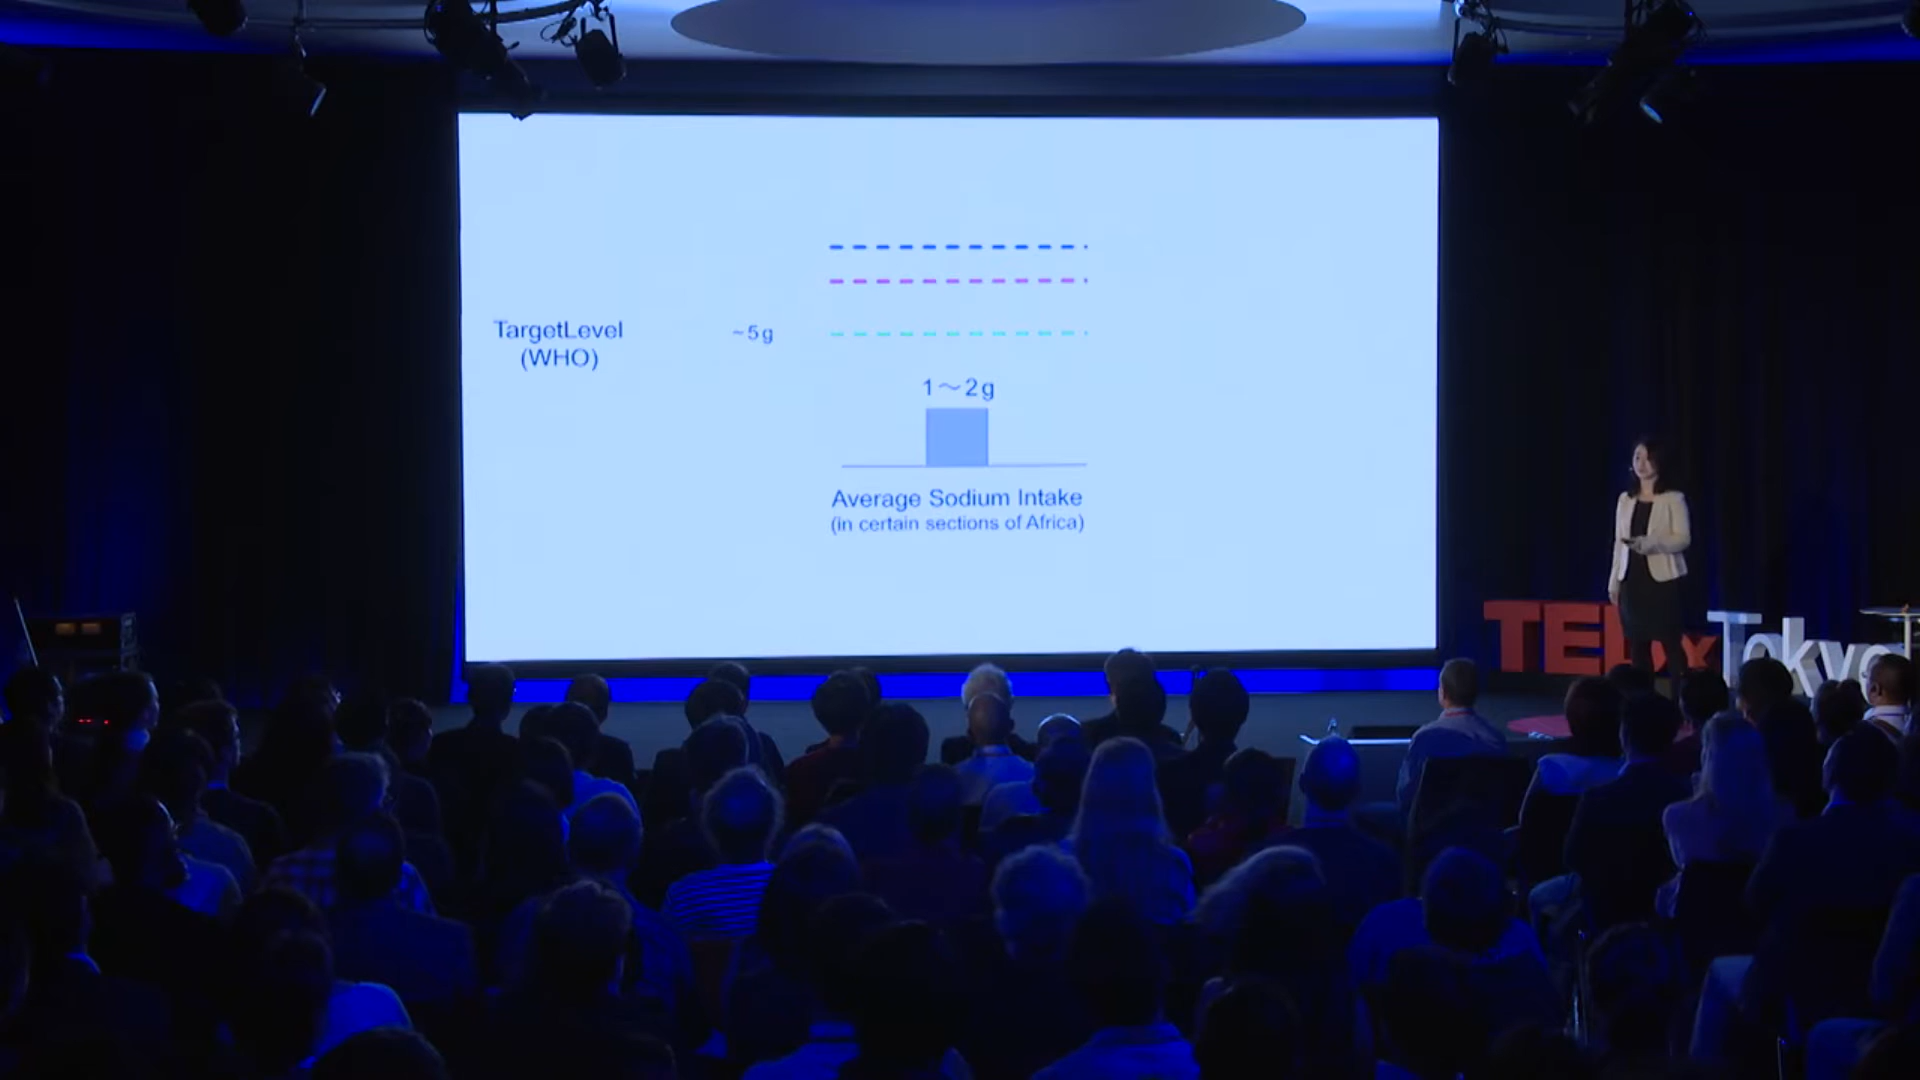 TargetLevel
(WHO)
~5g
1～2g
Average Sodium Intake
(in certain sections of Africa)
TEDxTokyo